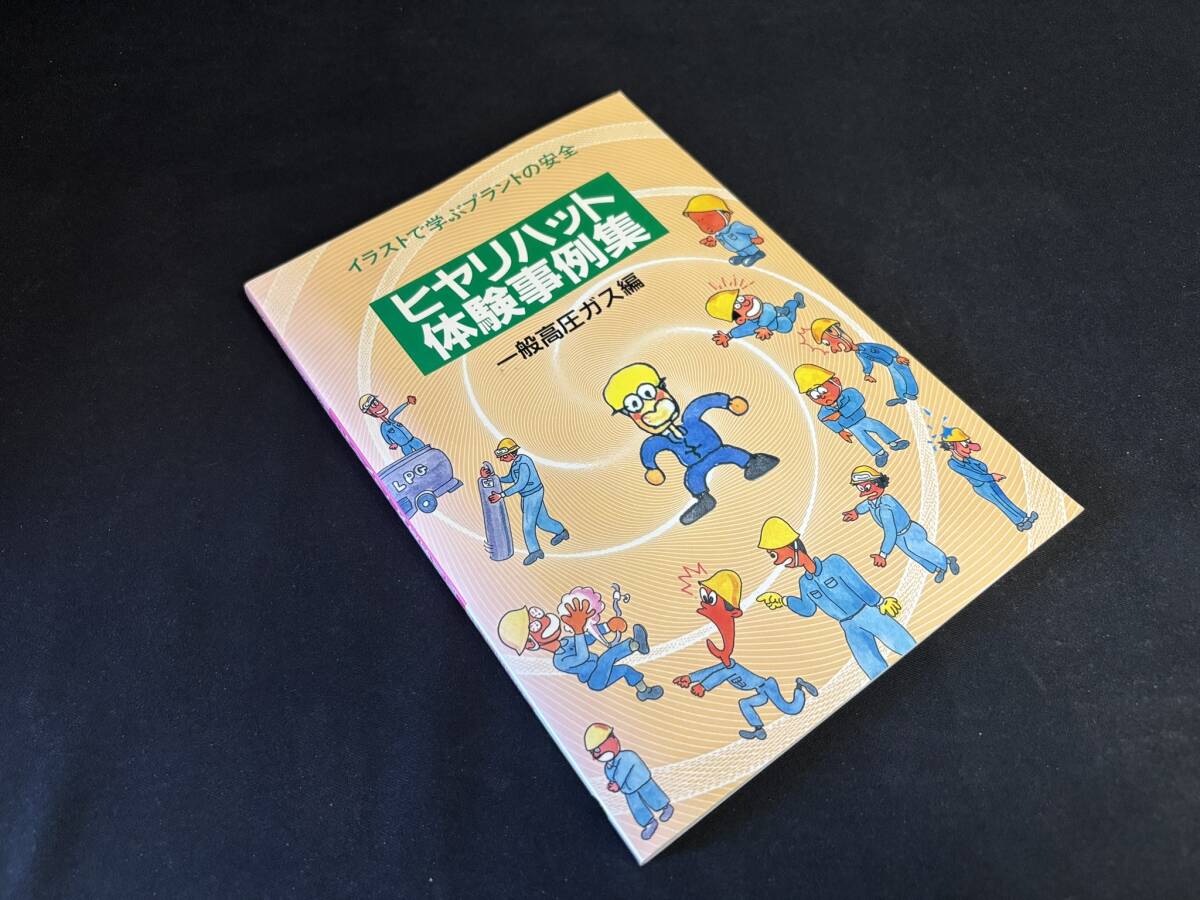 イラストで学ぶプラントの安全
ヒヤリハット
体験事例集
一般高圧ガス編
LPG